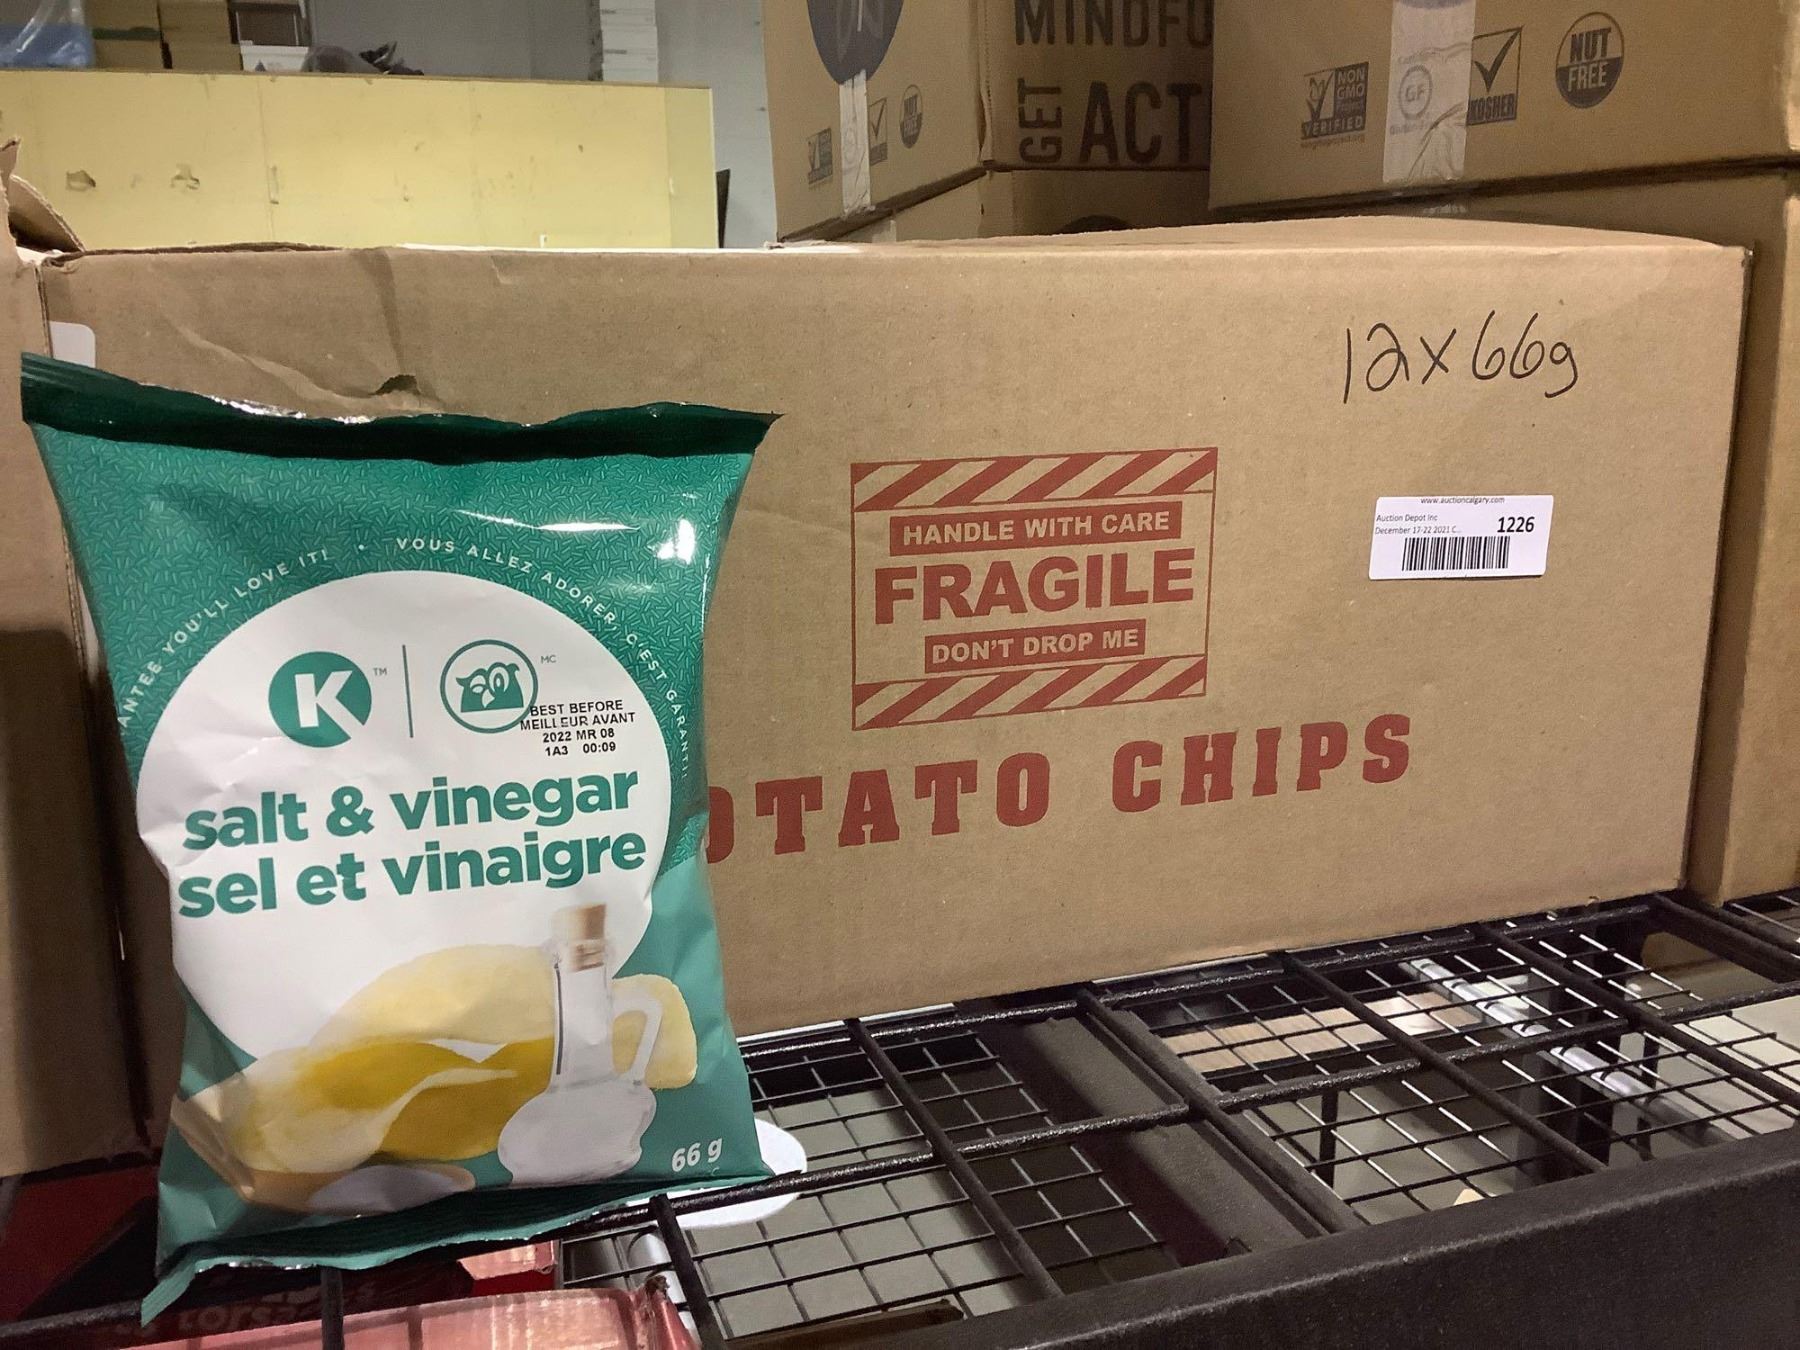 MINDFU
GET ACT
NON
GMO
VERIFIED
GF
KOSHER
NUT
FREE
12x66g
HANDLE WITH CARE
FRAGILE
DON'T DROP ME
www.auctioncalgary.com
Auction Depot Inc
December 17-22 2021 C...
1226
OTATO CHIPS
ANTEE YOU'LL LOVE IT! • VOUS ALLEZ ADORER, C'EST GARANTI!
K TM
MC
BEST BEFORE
MEILLEUR AVANT
2022 MR 08
1A3 00:09
salt & vinegar
sel et vinaigre
66 g